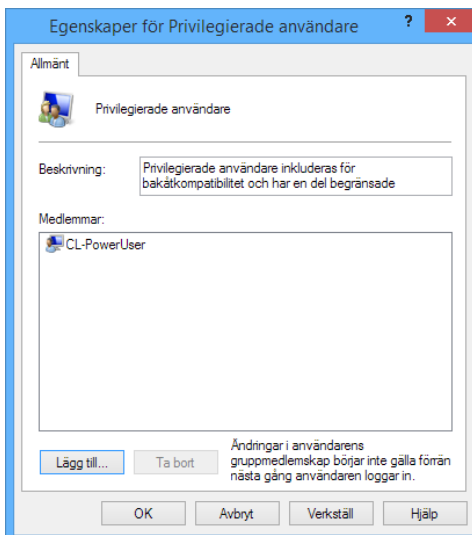 Egenskaper för Privilegierade användare
?
Allmänt
Privilegierade användare
Beskrivning:
Privilegierade användare inkluderas för
bakåtkompatibilitet och har en del begränsade
Medlemmar:
CL-PowerUser
Ändringar i användarens
gruppmedlemskap börjar inte gälla förrän
nästa gång användaren loggar in.
Lägg till...
Ta bort
OK
Avbryt
Verkställ
Hjälp